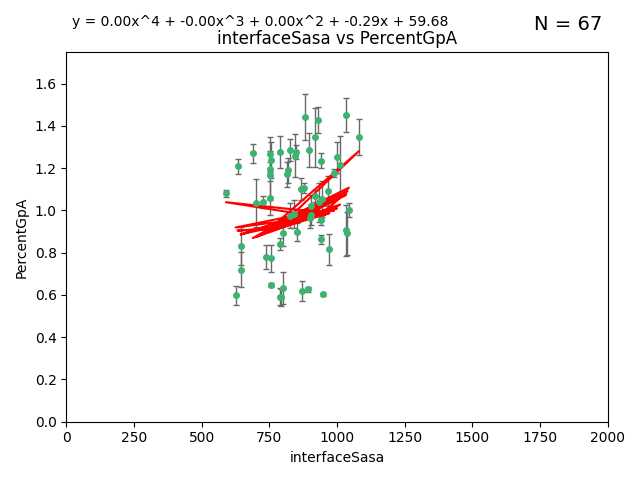 y = 0.00x^4 + -0.00x^3 + 0.00x^2 + -0.29x + 59.68
N = 67
interfaceSasa vs PercentGpA
1.6
1.4
1.2
1.0
0.8
0.6
0.4
0.2
0.0
PercentGpA
0 250 500 750 1000 1250 1500 1750 2000
interfaceSasa